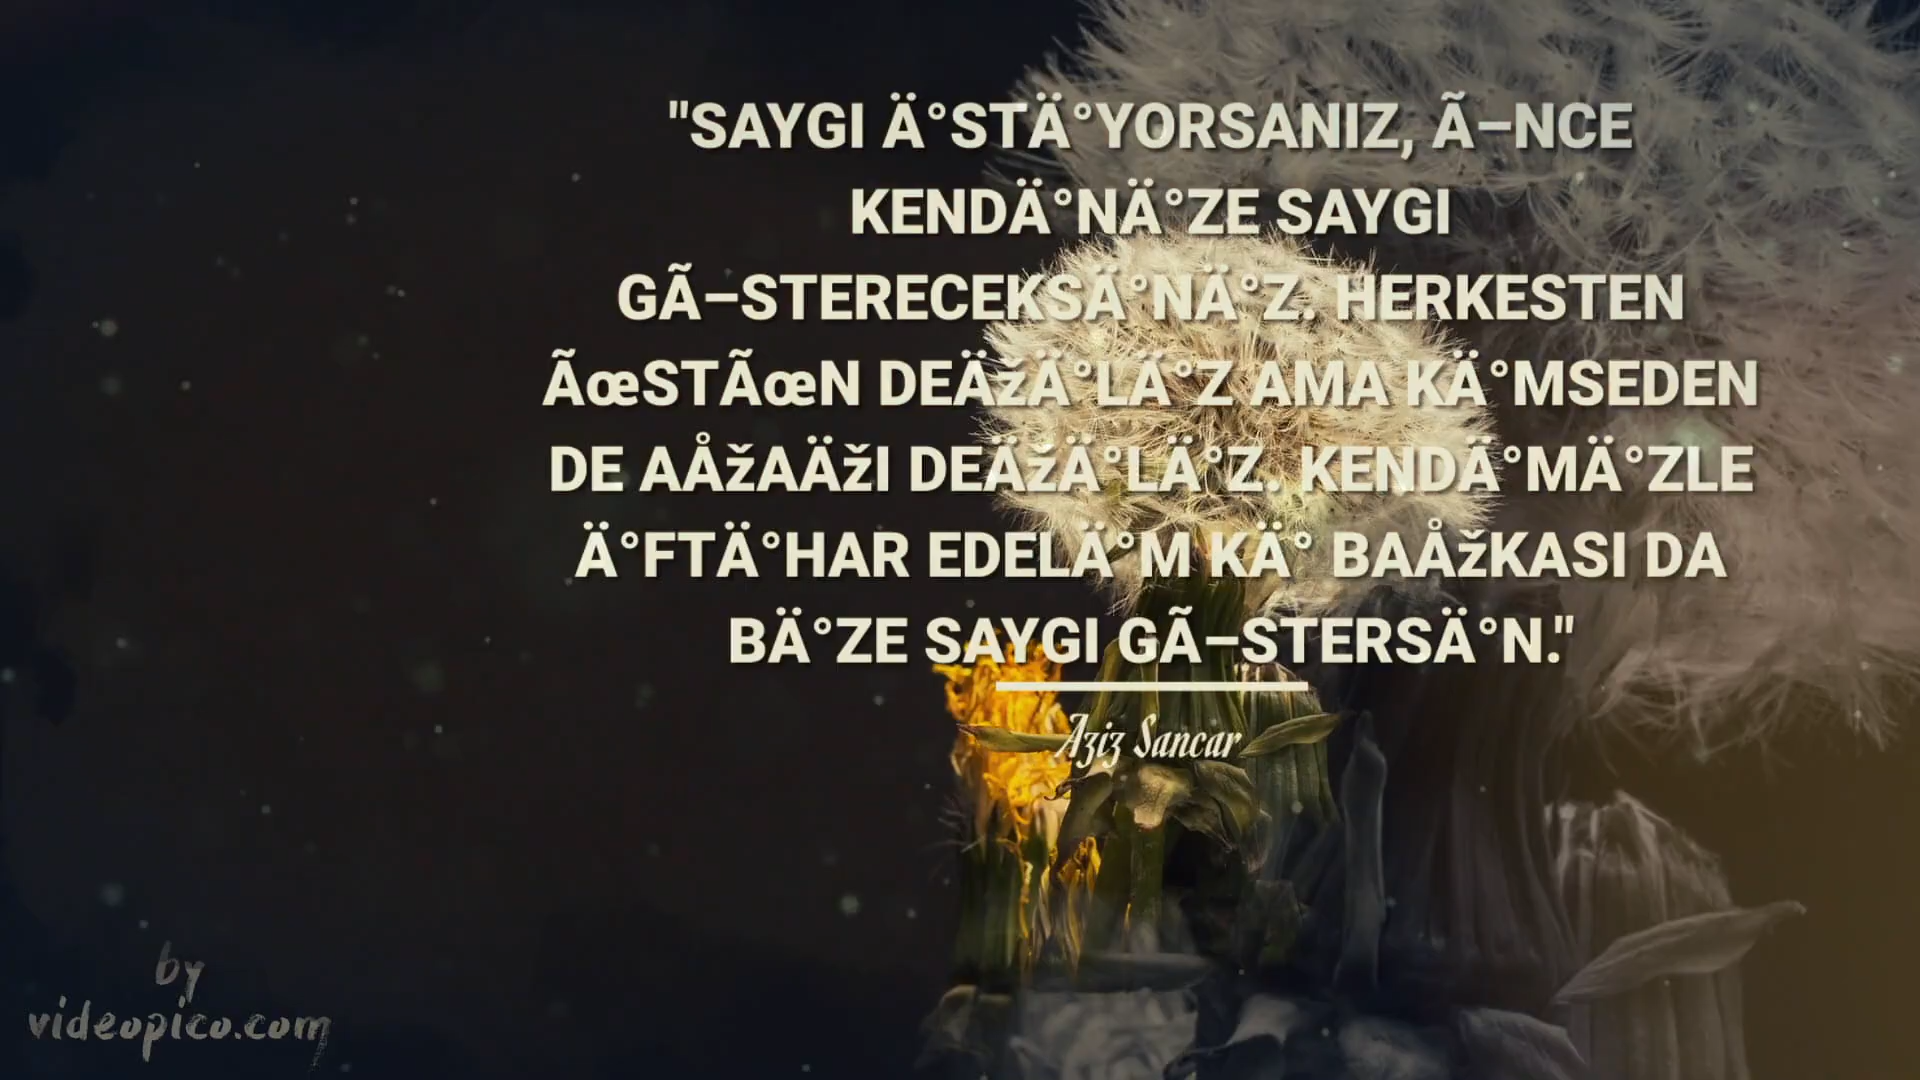 "SAYGI Ä°STÄ°YORSANIZ, Ã–NCE
KENDÄ°NÄ°ZE SAYGI
GÃ–STERECEKSÄ°NÄ°Z. HERKESTEN
ÃœSTÃœN DEÄžÄ°LÄ°Z AMA KÄ°MSEDEN
DE AÅžAÄžI DEÄžÄ°LÄ°Z. KENDÄ°MÄ°ZLE
Ä°FTÄ°HAR EDELÄ°M KÄ° BAÅžKASI DA
BÄ°ZE SAYGI GÃ–STERSÄ°N."
Aziz Sancar
by
videopico.com